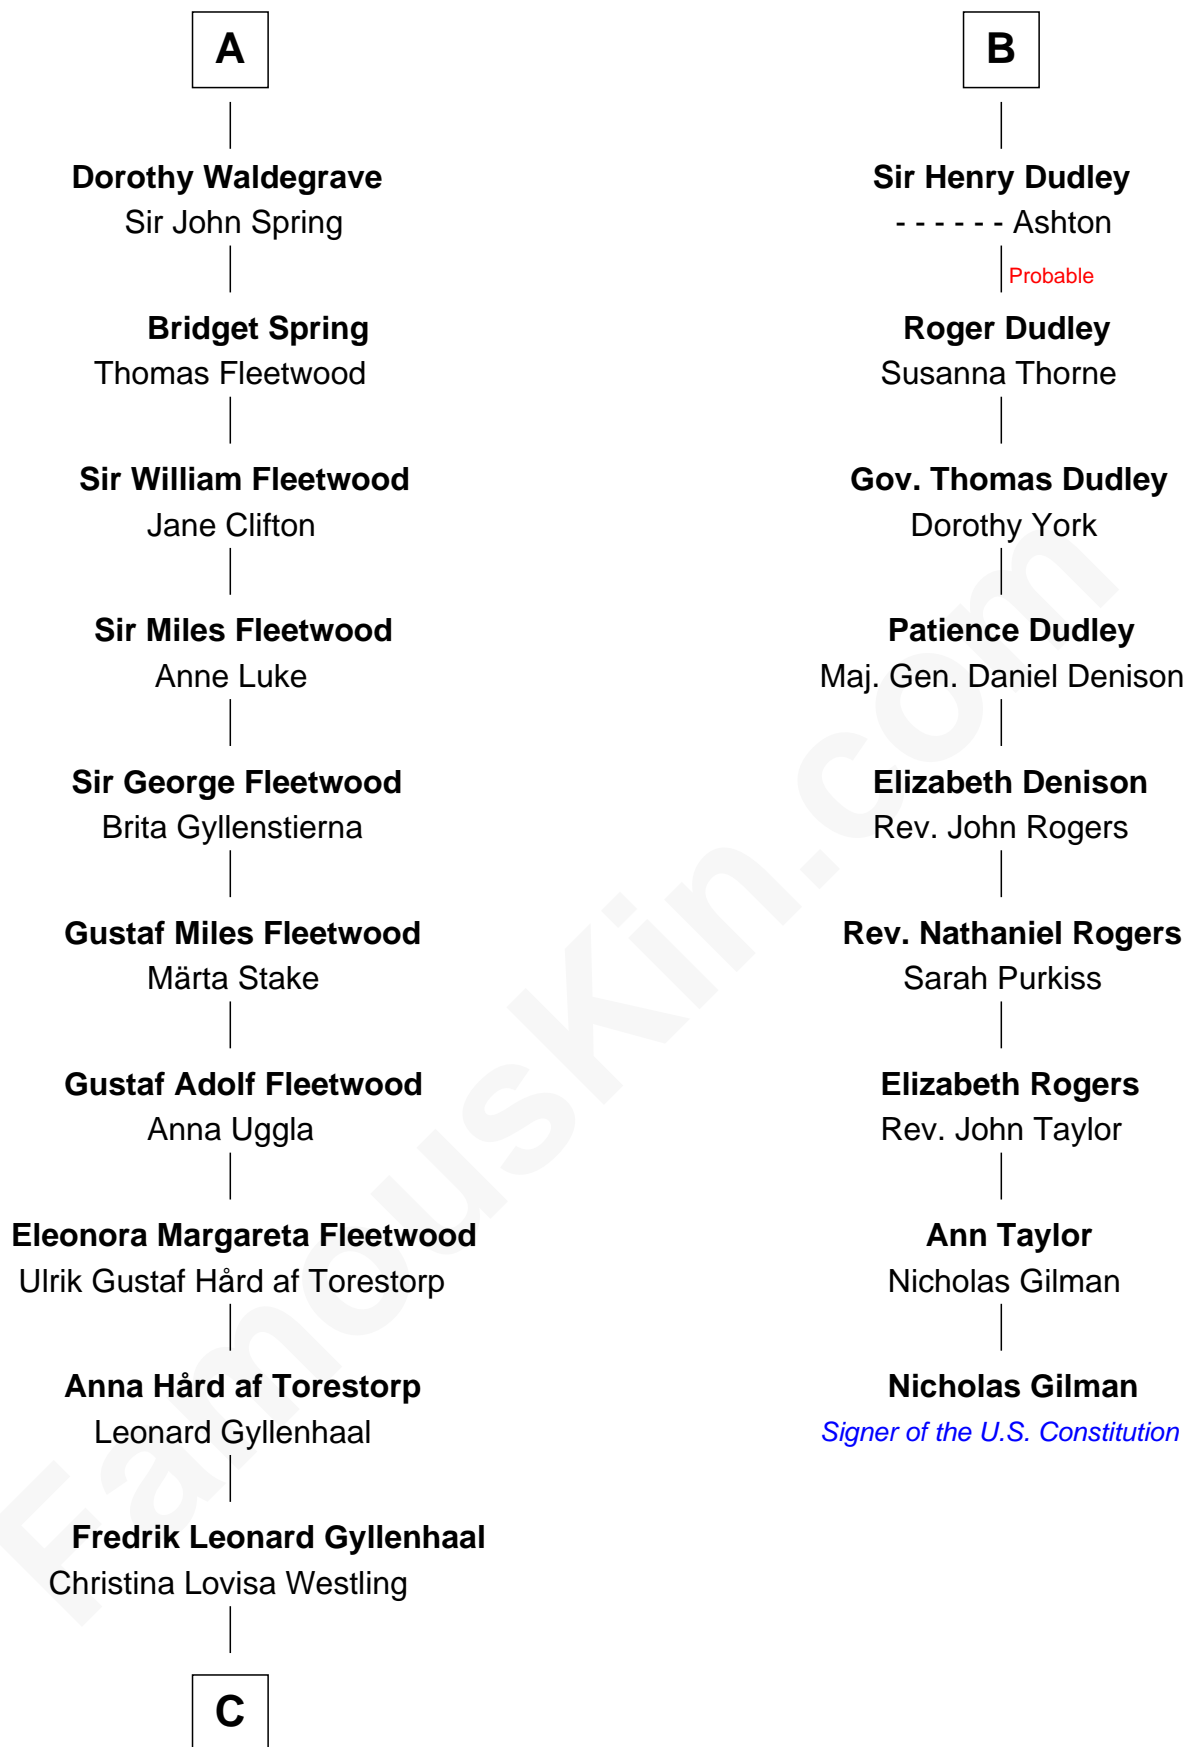 A
Dorothy Waldegrave
Sir John Spring
Bridget Spring
Thomas Fleetwood
Sir William Fleetwood
Jane Clifton
Sir Miles Fleetwood
Anne Luke
Sir George Fleetwood
Brita Gyllenstierna
Gustaf Miles Fleetwood
Märta Stake
Gustaf Adolf Fleetwood
Anna Uggla
Eleonora Margareta Fleetwood
Ulrik Gustaf Hård af Torestorp
Anna Hård af Torestorp
Leonard Gyllenhaal
Fredrik Leonard Gyllenhaal
Christina Lovisa Westling
C
B
Sir Henry Dudley
- - - - - - Ashton
Probable
Roger Dudley
Susanna Thorne
Gov. Thomas Dudley
Dorothy York
Patience Dudley
Maj. Gen. Daniel Denison
Elizabeth Denison
Rev. John Rogers
Rev. Nathaniel Rogers
Sarah Purkiss
Elizabeth Rogers
Rev. John Taylor
Ann Taylor
Nicholas Gilman
Nicholas Gilman
Signer of the U.S. Constitution
FamousKin.com